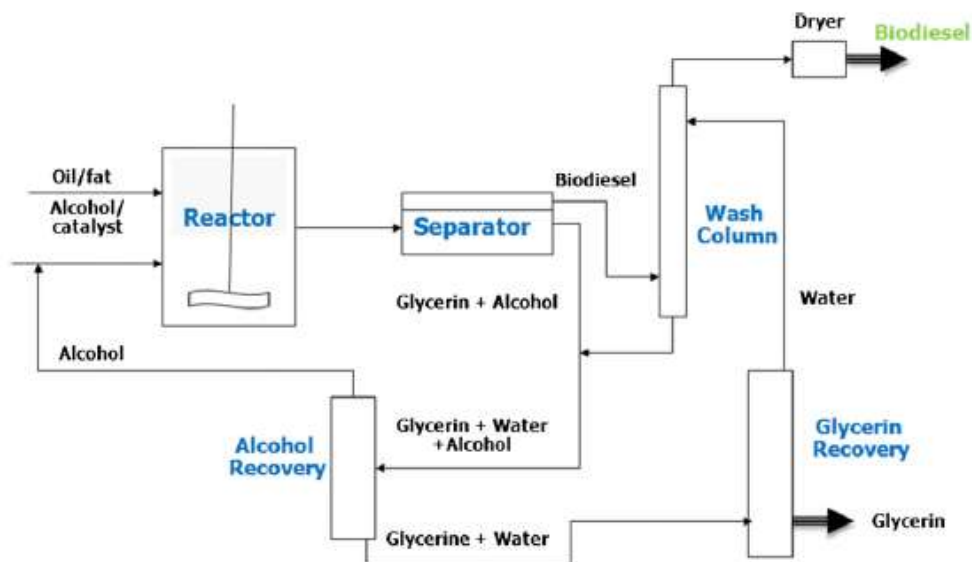 Dryer
Biodiesel
Oil/fat
Alcohol/
catalyst
Reactor
Separator
Biodiesel
Wash
Column
Glycerin + Alcohol
Water
Alcohol
Alcohol
Recovery
Glycerin + Water
+Alcohol
Glycerin
Recovery
Glycerine + Water
Glycerin